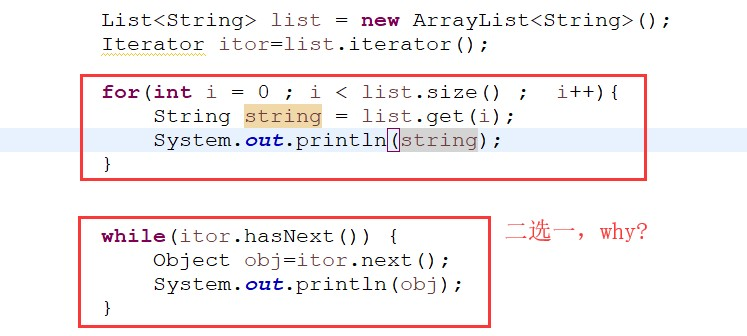 List<String> list = new ArrayList<String>();
Iterator itor=list.iterator();
for(int i = 0 ; i < list.size() ;  i++){
String string = list.get(i);
System.out.println(string);
}
while(itor.hasNext()) {
Object obj=itor.next();
System.out.println(obj);
}
二选一，why?